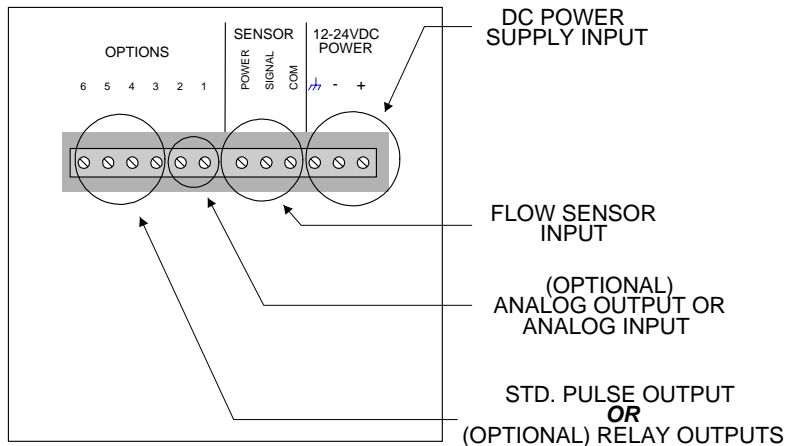 OPTIONS
SENSOR
12-24VDC
POWER
6 5 4 3 2 1
POWER
SIGNAL
COM
- +
DC POWER
SUPPLY INPUT
FLOW SENSOR
INPUT
(OPTIONAL)
ANALOG OUTPUT OR
ANALOG INPUT
STD. PULSE OUTPUT
OR
(OPTIONAL) RELAY OUTPUTS